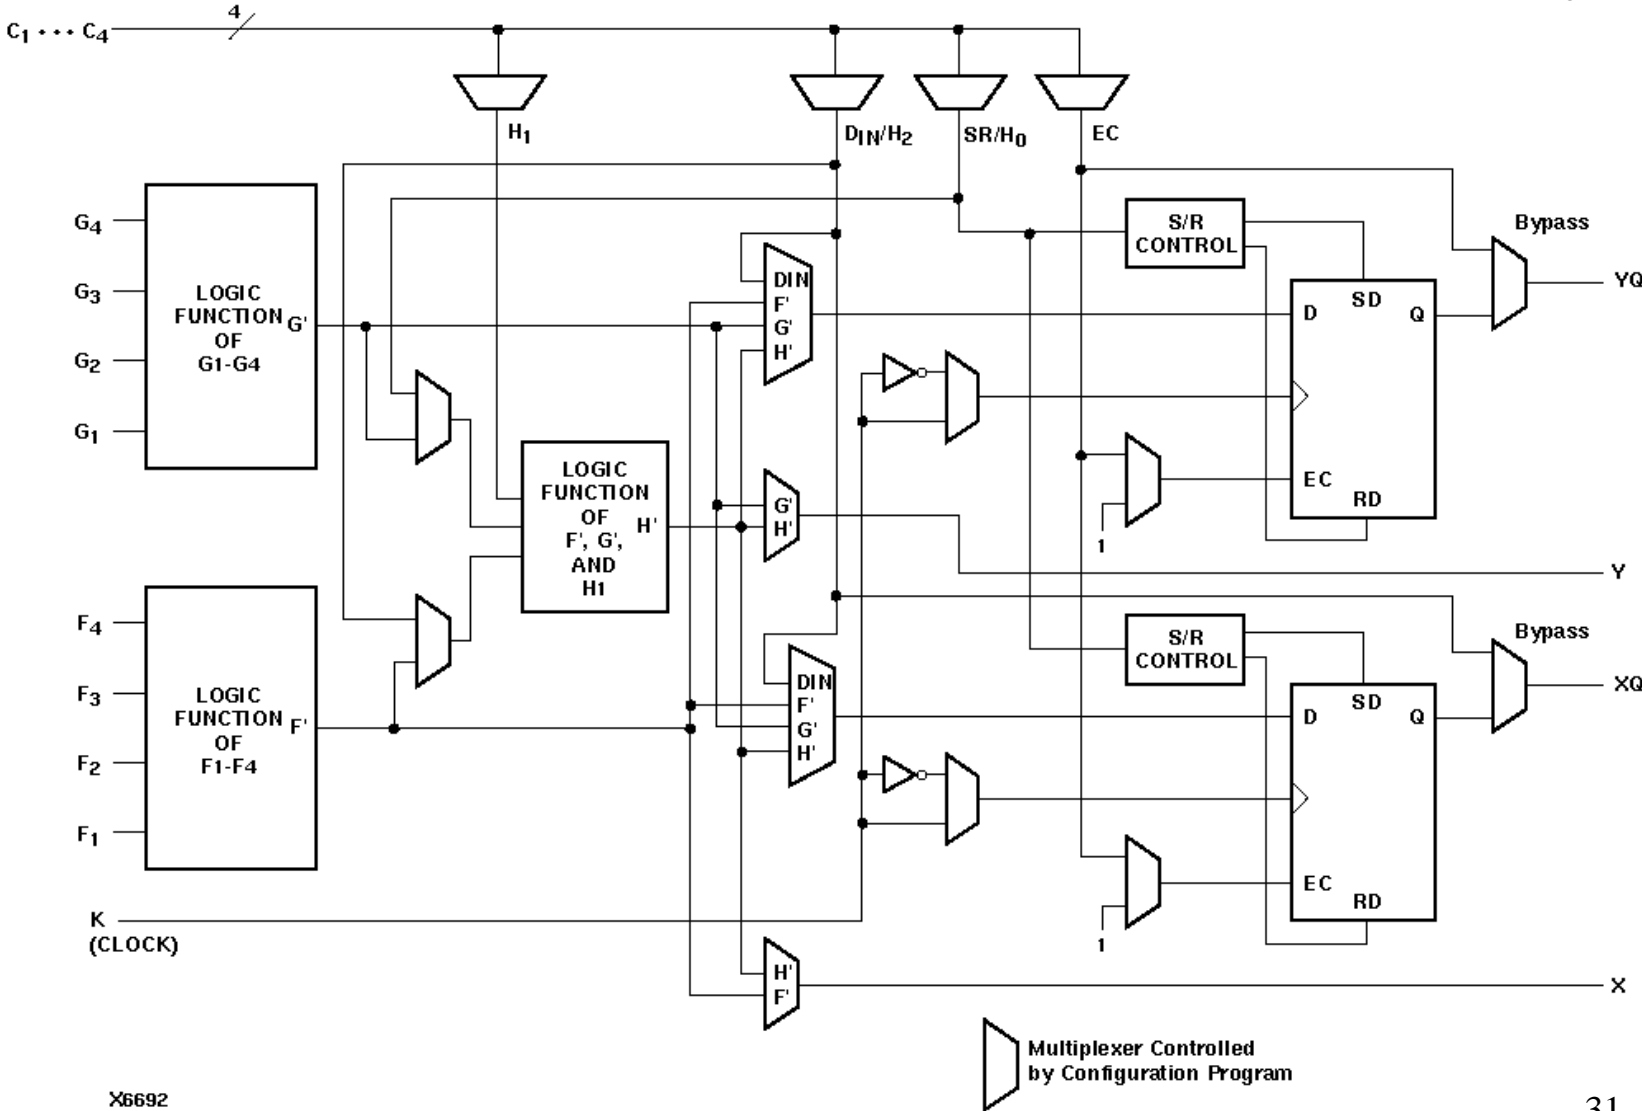 C1 • • • C4
4
H1
DIN/H2
SR/H0
EC
G4
G3
G2
G1
LOGIC
FUNCTION
OF
G1-G4
G'
DIN
F'
G'
H'
S/R
CONTROL
Bypass
D
SD
Q
EC
RD
1
YQ
LOGIC
FUNCTION
OF
F', G',
AND
H1
H'
G'
H'
Y
F4
F3
F2
F1
LOGIC
FUNCTION
OF
F1-F4
F'
DIN
F'
G'
H'
S/R
CONTROL
Bypass
D
SD
Q
EC
RD
1
XQ
K
(CLOCK)
H'
F'
X
Multiplexer Controlled
by Configuration Program
X6692
31